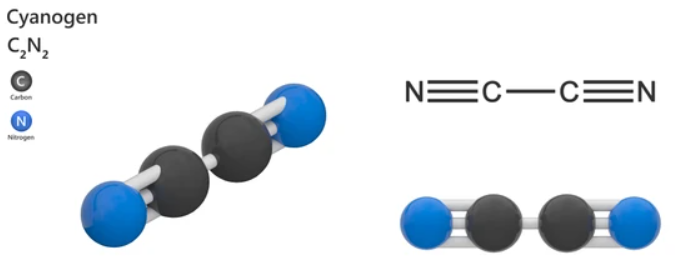 Cyanogen
C₂N₂
C
Carbon
N
Nitrogen
N≡C—C≡N